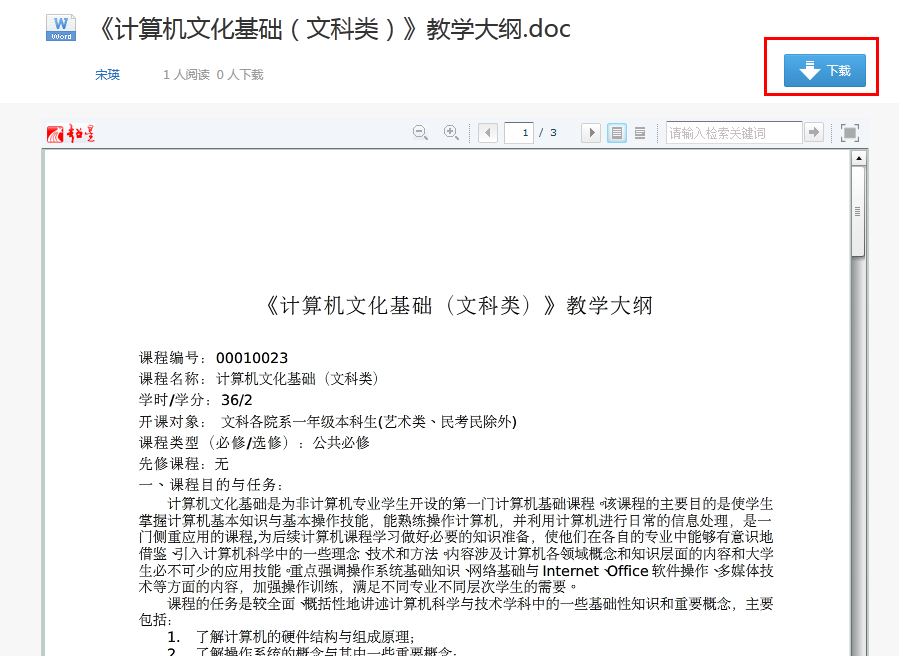 《计算机文化基础（文科类）》教学大纲.doc
Word
宋瑛 1 人阅读 0 人下载
下载
1 / 3 请输入检索关键词
《计算机文化基础（文科类）》教学大纲
课程编号：00010023
课程名称：计算机文化基础（文科类）
学时/学分：36/2
开课对象： 文科各院系一年级本科生(艺术类、民考民除外)
课程类型（必修/选修）：公共必修
先修课程：无
一、课程目的与任务：
计算机文化基础是为非计算机专业学生开设的第一门计算机基础课程。该课程的主要目的是使学生
掌握计算机基本知识与基本操作技能，能熟练操作计算机，并利用计算机进行日常的信息处理，是一
门侧重应用的课程,为后续计算机课程学习做好必要的知识准备，使他们在各自的专业中能够有意识地
借鉴、引入计算机科学中的一些理念、技术和方法。内容涉及计算机各领域概念和知识层面的内容和大学
生必不可少的应用技能。重点强调操作系统基础知识、网络基础与 Internet、Office 软件操作、多媒体技
术等方面的内容，加强操作训练，满足不同专业不同层次学生的需要。
课程的任务是较全面、概括性地讲述计算机科学与技术学科中的一些基础性知识和重要概念，主要
包括：
1. 了解计算机的硬件结构与组成原理；
2. 了解操作系统的概念与其中一些重要概念；